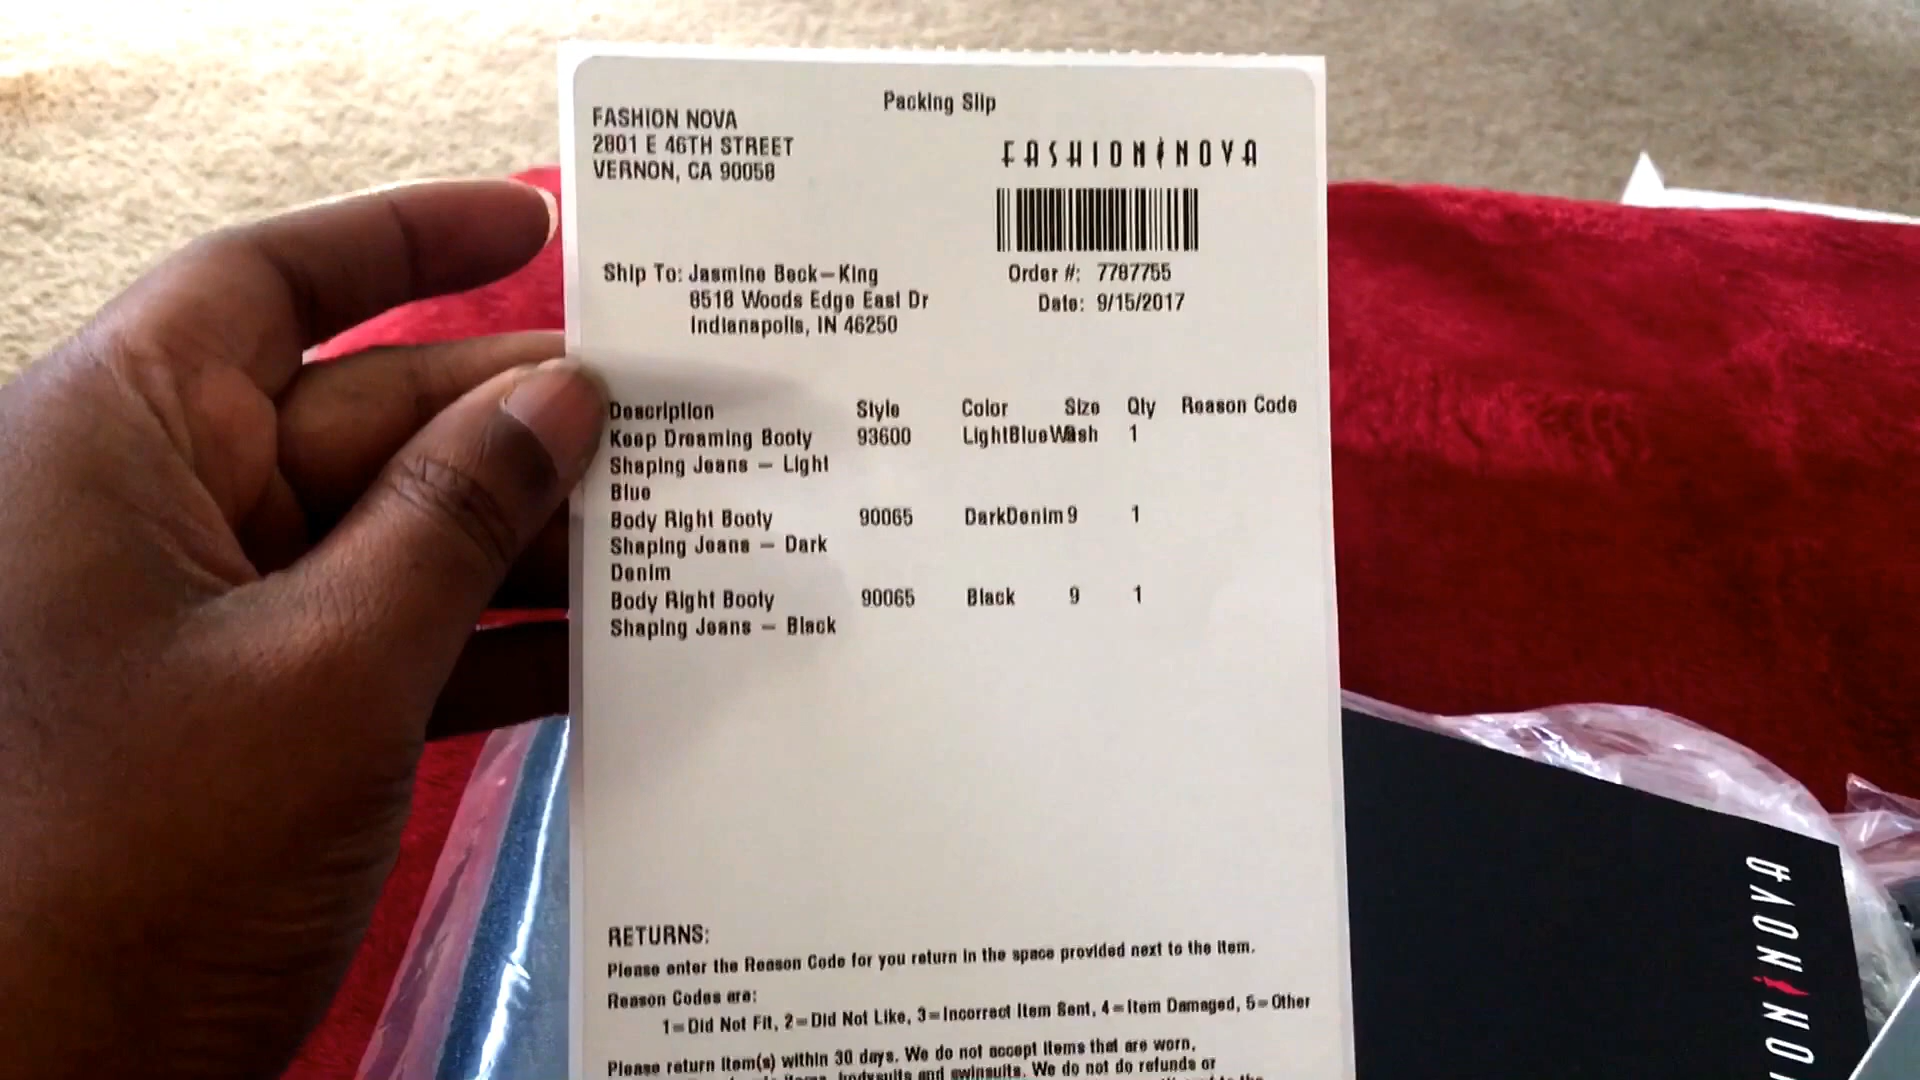 Packing Slip
FASHION NOVA
2801 E 46TH STREET
VERNON, CA 90058
FASHION NOVA
Ship To: Jasmine Beck-King
8518 Woods Edge East Dr
Indianapolis, IN 46250
Order #: 7787755
Date: 9/15/2017
Description Style Color Size Qty Reason Code
Keep Dreaming Booty 93600 LightBlueWash 1
Shaping Jeans - Light
Blue
Body Right Booty 90065 DarkDenim 9 1
Shaping Jeans - Dark
Denim
Body Right Booty 90065 Black 9 1
Shaping Jeans - Black
RETURNS:
Please enter the Reason Code for you return in the space provided next to the item.
Reason Codes are:
1=Did Not Fit, 2=Did Not Like, 3=Incorrect Item Sent, 4=Item Damaged, 5=Other
Please return item(s) within 30 days. We do not accept items that are worn,
items, bodysuits and swimsuits. We do not do refunds or
to the
ON NOVA